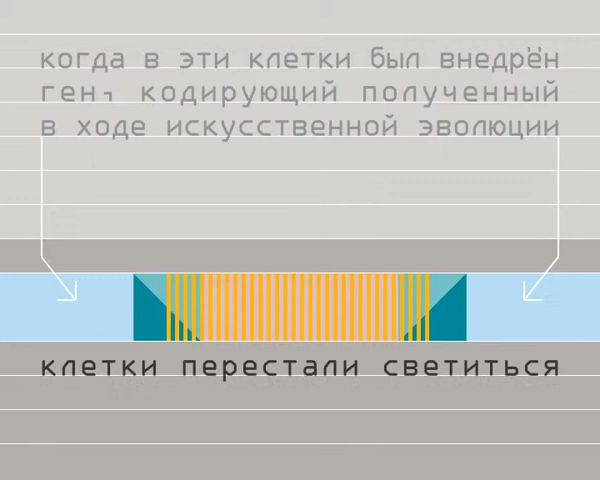 когда в эти клетки был внедрён
ген, кодирующий полученный
в ходе искусственной эволюции
клетки перестали светиться